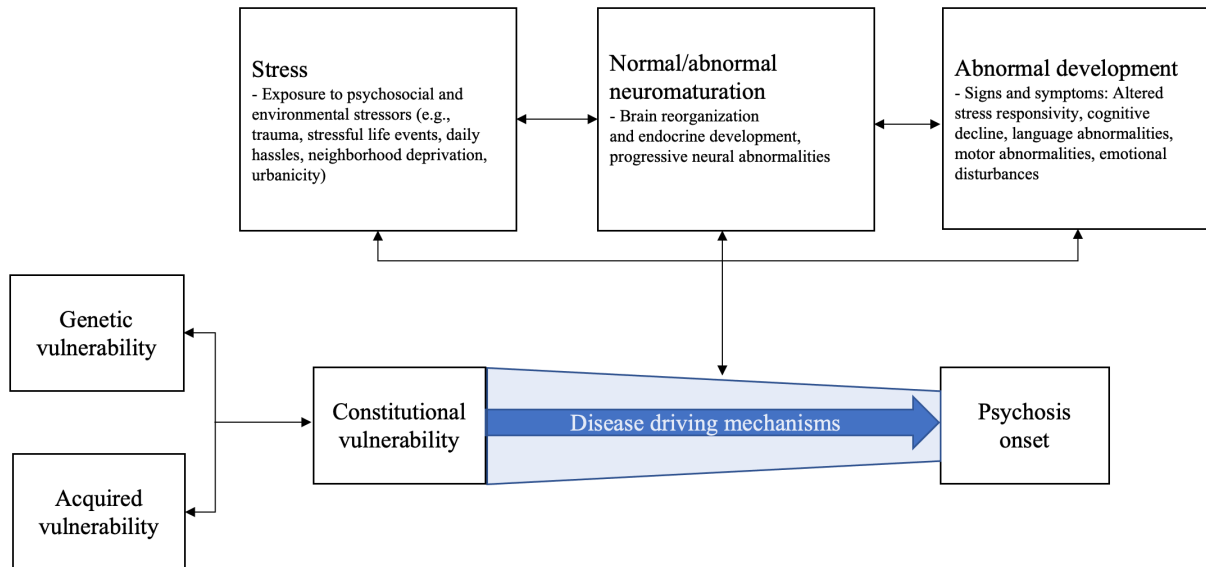 Stress
- Exposure to psychosocial and
environmental stressors (e.g.,
trauma, stressful life events, daily
hassles, neighborhood deprivation,
urbanicity)
Normal/abnormal
neuromaturation
- Brain reorganization
and endocrine development,
progressive neural abnormalities
Abnormal development
- Signs and symptoms: Altered
stress responsivity, cognitive
decline, language abnormalities,
motor abnormalities, emotional
disturbances
Genetic
vulnerability
Acquired
vulnerability
Constitutional
vulnerability
Disease driving mechanisms
Psychosis
onset